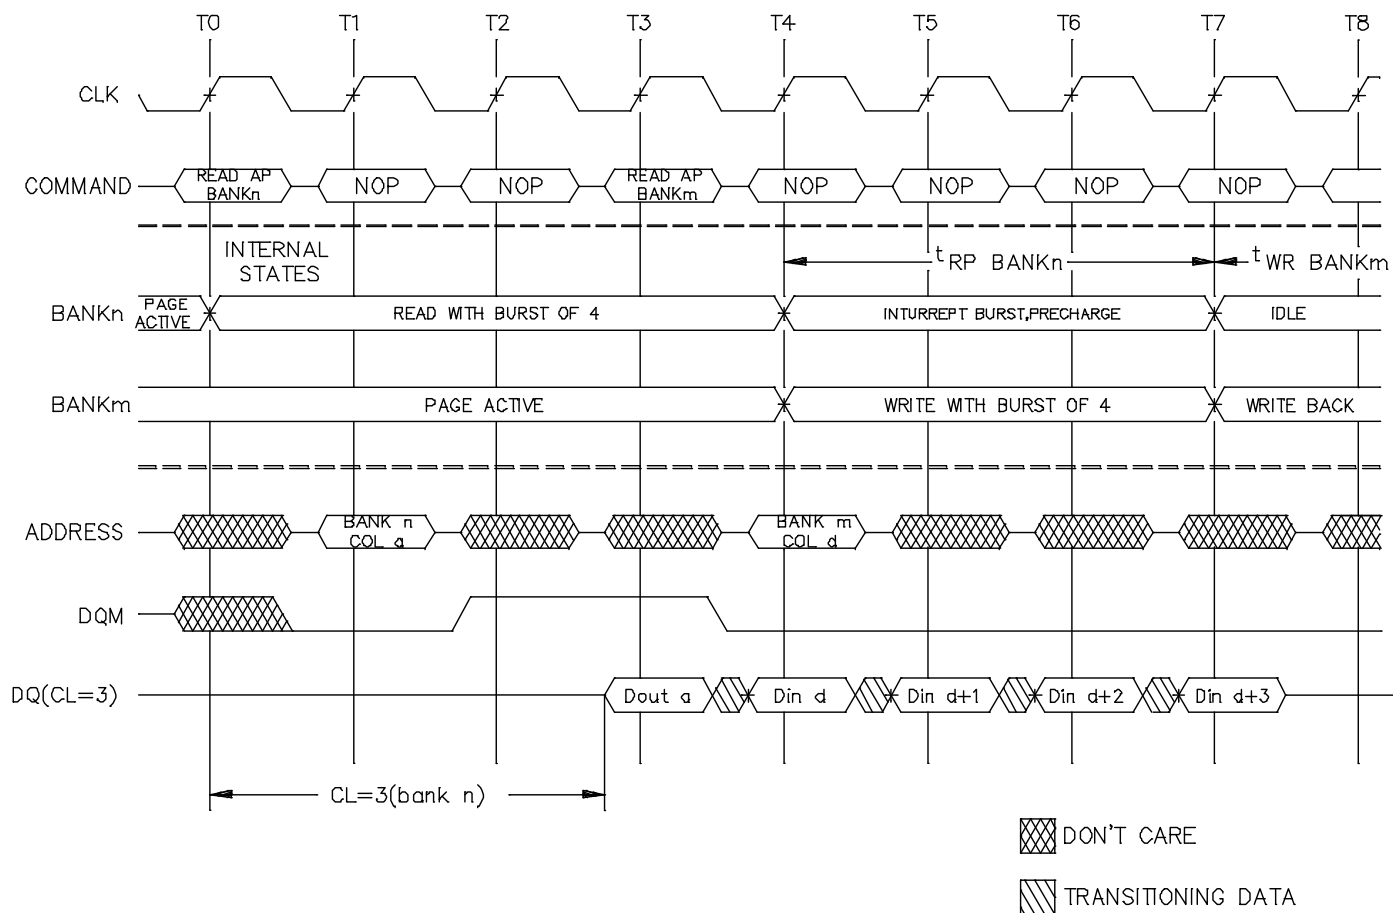 T0 T1 T2 T3 T4 T5 T6 T7 T8
CLK
COMMAND
READ AP
BANKn
NOP
NOP
READ AP
BANKm
NOP
NOP
NOP
NOP
INTERNAL
STATES
tRP BANKn
tWR BANKm
BANKn
PAGE
ACTIVE
READ WITH BURST OF 4
INTURREPT BURST,PRECHARGE
IDLE
BANKm
PAGE ACTIVE
WRITE WITH BURST OF 4
WRITE BACK
ADDRESS
BANK n
COL a
BANK m
COL d
DQM
DQ(CL=3)
Dout a
Din d
Din d+1
Din d+2
Din d+3
CL=3(bank n)
DON'T CARE
TRANSITIONING DATA